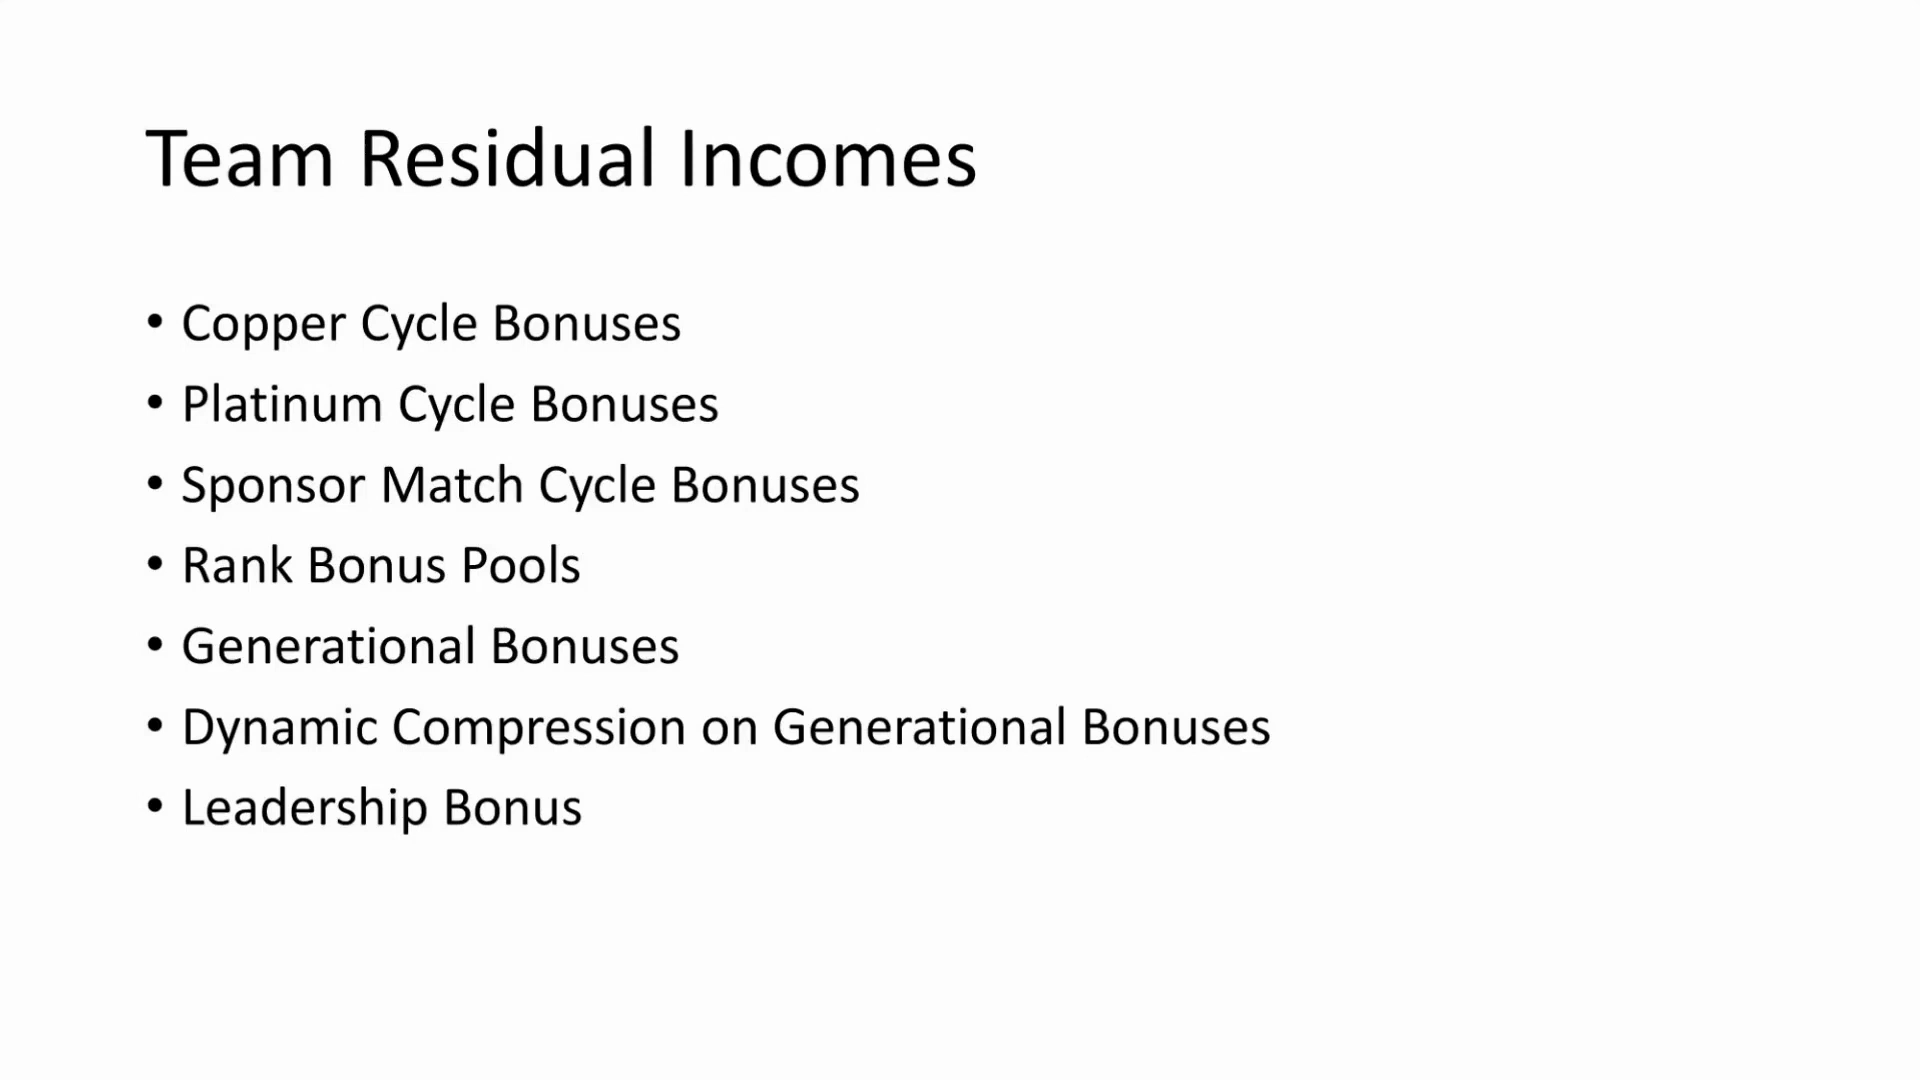 Team Residual Incomes
• Copper Cycle Bonuses
• Platinum Cycle Bonuses
• Sponsor Match Cycle Bonuses
• Rank Bonus Pools
• Generational Bonuses
• Dynamic Compression on Generational Bonuses
• Leadership Bonus